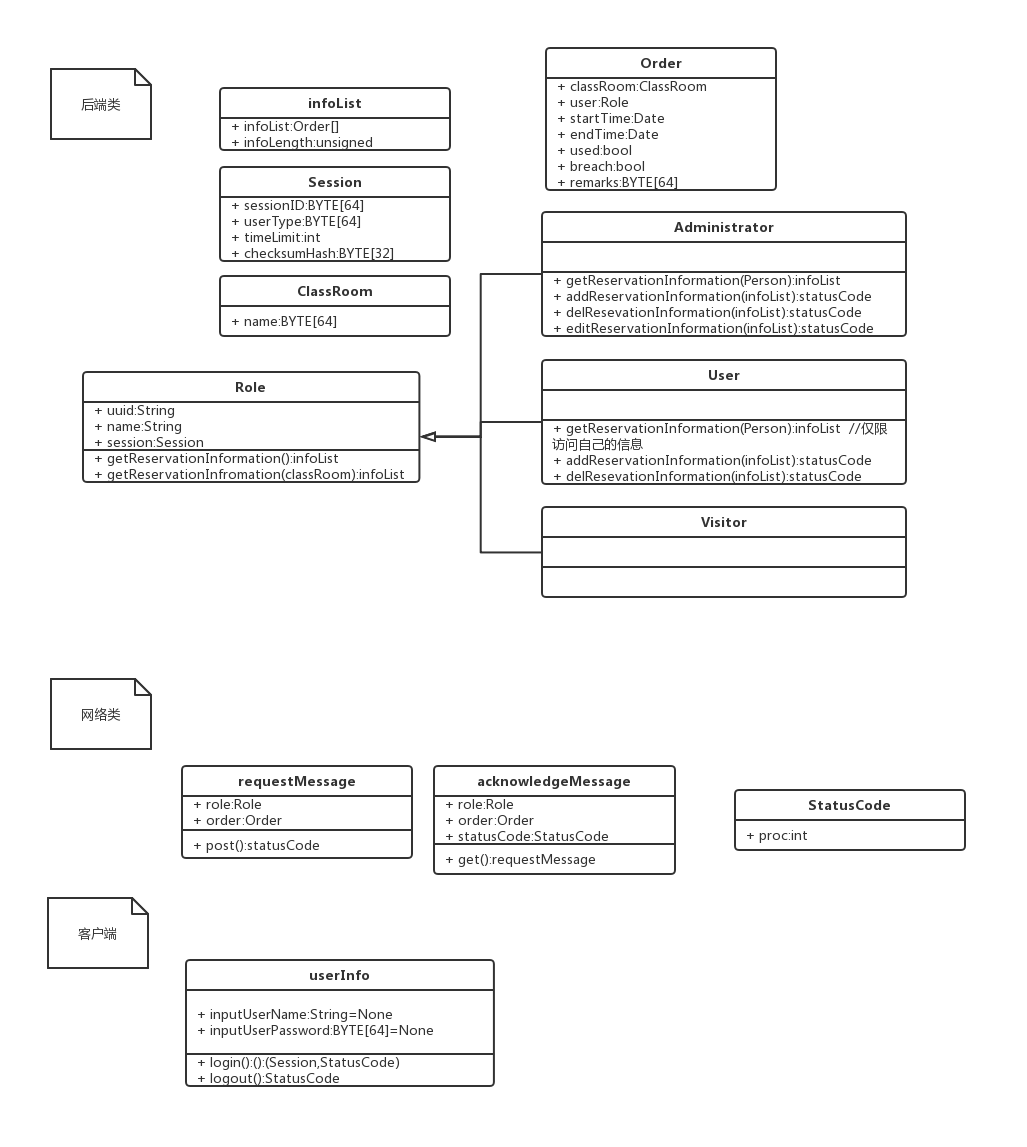 后端类
infoList
+ infoList:Order[]
+ infoLength:unsigned
Order
+ classRoom:ClassRoom
+ user:Role
+ startTime:Date
+ endTime:Date
+ used:bool
+ breach:bool
+ remarks:BYTE[64]
Session
+ sessionID:BYTE[64]
+ userType:BYTE[64]
+ timeLimit:int
+ checksumHash:BYTE[32]
Administrator
+ getReservationInformation(Person):infoList
+ addReservationInformation(infoList):statusCode
+ delResevationInformation(infoList):statusCode
+ editReservationInformation(infoList):statusCode
ClassRoom
+ name:BYTE[64]
Role
+ uuid:String
+ name:String
+ session:Session
+ getReservationInformation():infoList
+ getReservationInfromation(classRoom):infoList
User
+ getReservationInformation(Person):infoList //仅限
访问自己的信息
+ addReservationInformation(infoList):statusCode
+ delResevationInformation(infoList):statusCode
Visitor
网络类
requestMessage
+ role:Role
+ order:Order
+ post():statusCode
acknowledgeMessage
+ role:Role
+ order:Order
+ statusCode:StatusCode
+ get():requestMessage
StatusCode
+ proc:int
客户端
userInfo
+ inputUserName:String=None
+ inputUserPassword:BYTE[64]=None
+ login():():(Session,StatusCode)
+ logout():StatusCode